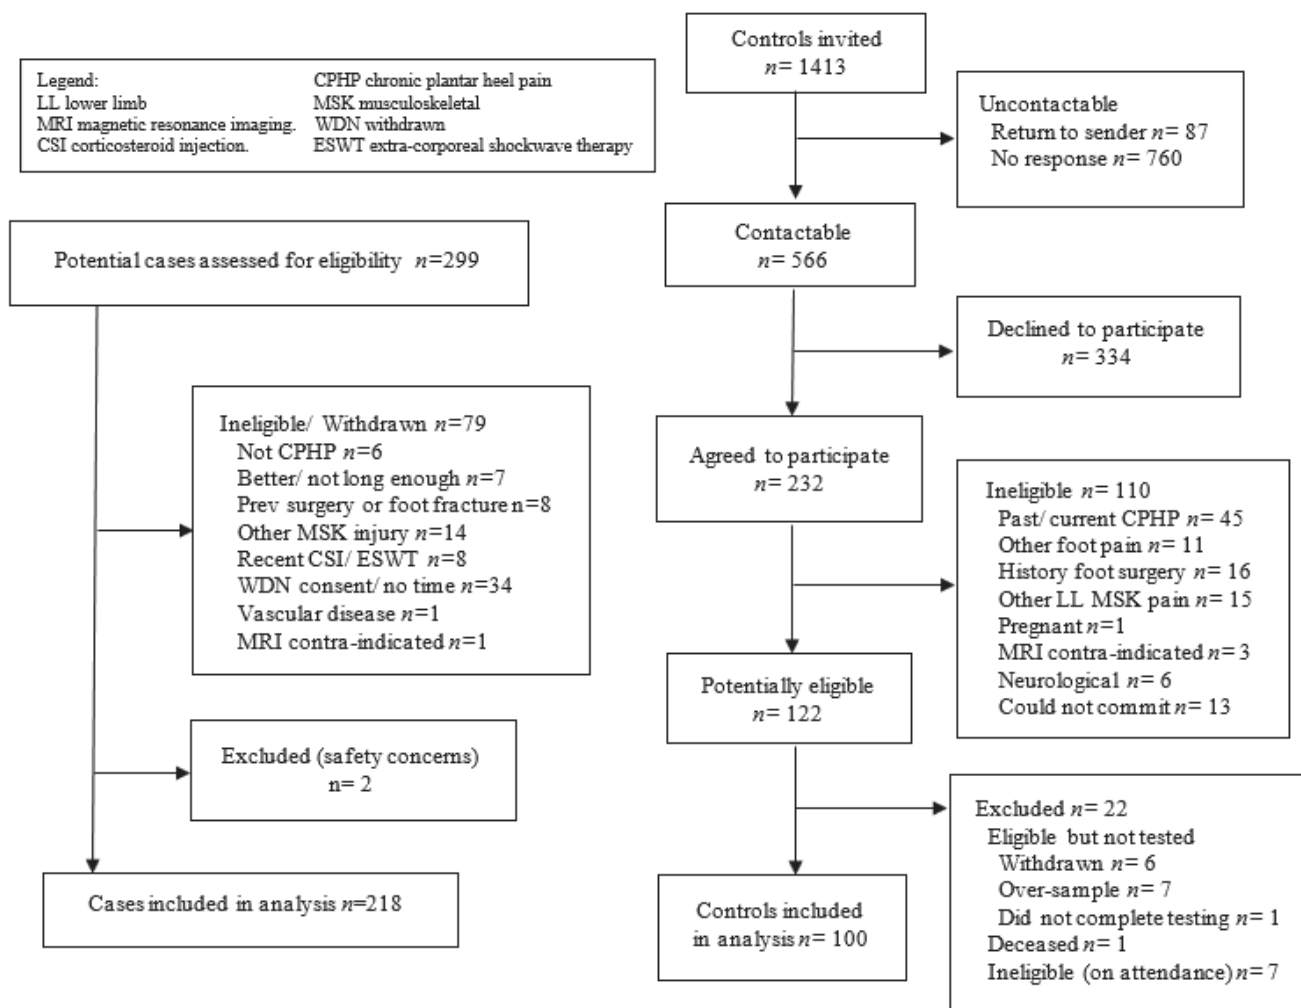 Legend:
LL lower limb
MRI magnetic resonance imaging.
CSI corticosteroid injection.
CPHP chronic plantar heel pain
MSK musculoskeletal
WDN withdrawn
ESWT extra-corporeal shockwave therapy
Potential cases assessed for eligibility n=299
Ineligible/ Withdrawn n=79
Not CPHP n=6
Better/ not long enough n=7
Prev surgery or foot fracture n=8
Other MSK injury n=14
Recent CSI/ ESWT n=8
WDN consent/ no time n=34
Vascular disease n=1
MRI contra-indicated n=1
Excluded (safety concerns)
n= 2
Cases included in analysis n=218
Controls invited
n= 1413
Uncontactable
Return to sender n= 87
No response n= 760
Contactable
n= 566
Declined to participate
n= 334
Agreed to participate
n= 232
Ineligible n= 110
Past/ current CPHP n= 45
Other foot pain n= 11
History foot surgery n= 16
Other LL MSK pain n= 15
Pregnant n=1
MRI contra-indicated n= 3
Neurological n= 6
Could not commit n= 13
Potentially eligible
n= 122
Excluded n= 22
Eligible but not tested
Withdrawn n= 6
Over-sample n= 7
Did not complete testing n= 1
Deceased n= 1
Ineligible (on attendance) n= 7
Controls included
in analysis n= 100